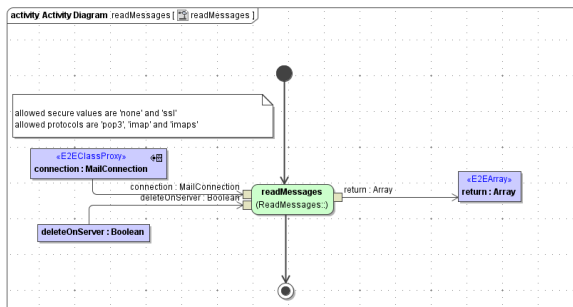 activity Activity Diagram readMessages [ readMessages ]
allowed secure values are 'none' and 'ssl'
allowed protocols are 'pop3', 'imap' and 'imaps'
«E2EClassProxy»
connection : MailConnection
connection : MailConnection
deleteOnServer : Boolean
readMessages
(ReadMessages::)
return : Array
«E2EArray»
return : Array
deleteOnServer : Boolean